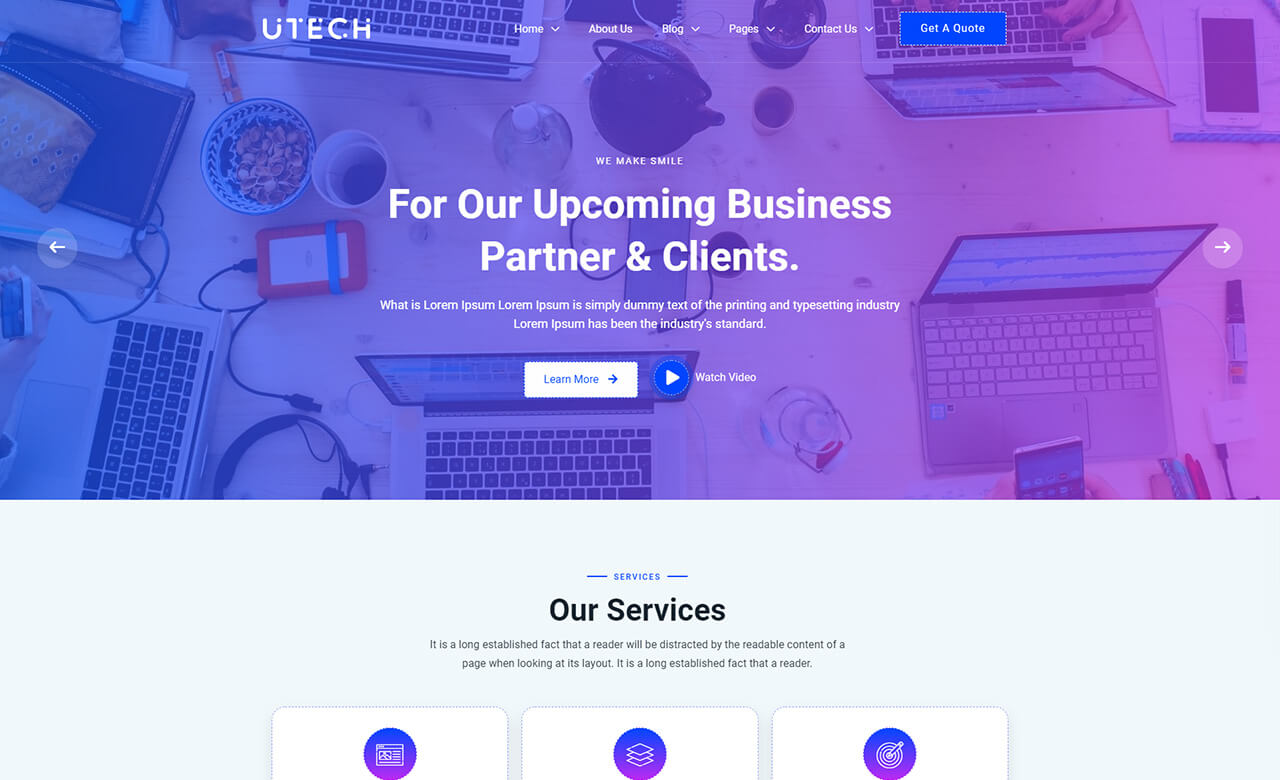 UTECH
Home About Us Blog Pages Contact Us Get A Quote
WE MAKE SMILE
For Our Upcoming Business
Partner & Clients.
What is Lorem Ipsum Lorem Ipsum is simply dummy text of the printing and typesetting industry
Lorem Ipsum has been the industry's standard.
Learn More Watch Video
SERVICES
Our Services
It is a long established fact that a reader will be distracted by the readable content of a
page when looking at its layout. It is a long established fact that a reader.